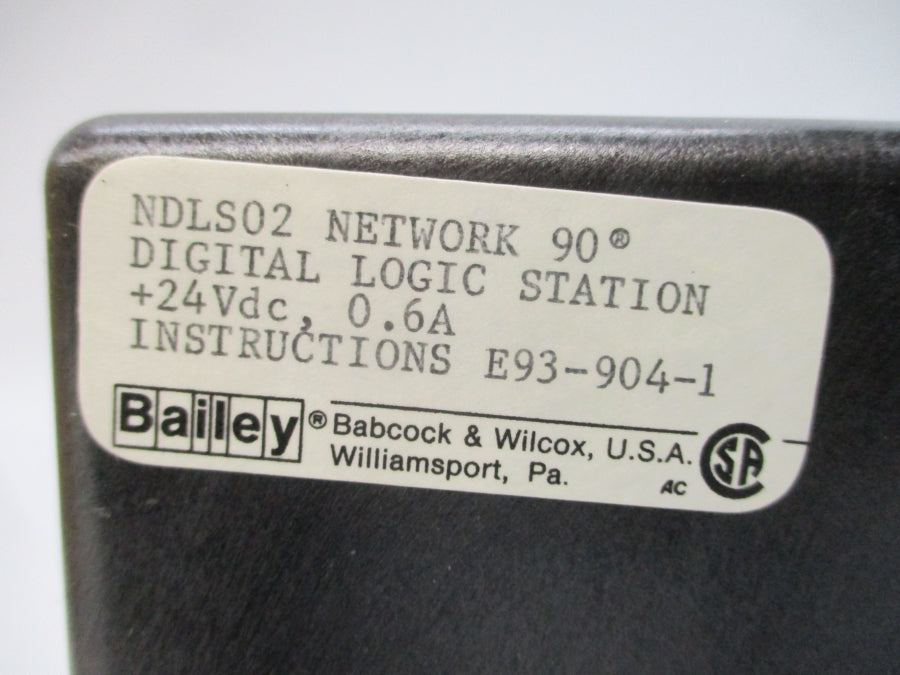 NDLS02 NETWORK 90®
DIGITAL LOGIC STATION
+24Vdc, 0.6A
INSTRUCTIONS E93-904-1
Bailey® Babcock & Wilcox, U.S.A.
Williamsport, Pa.
AC
SA